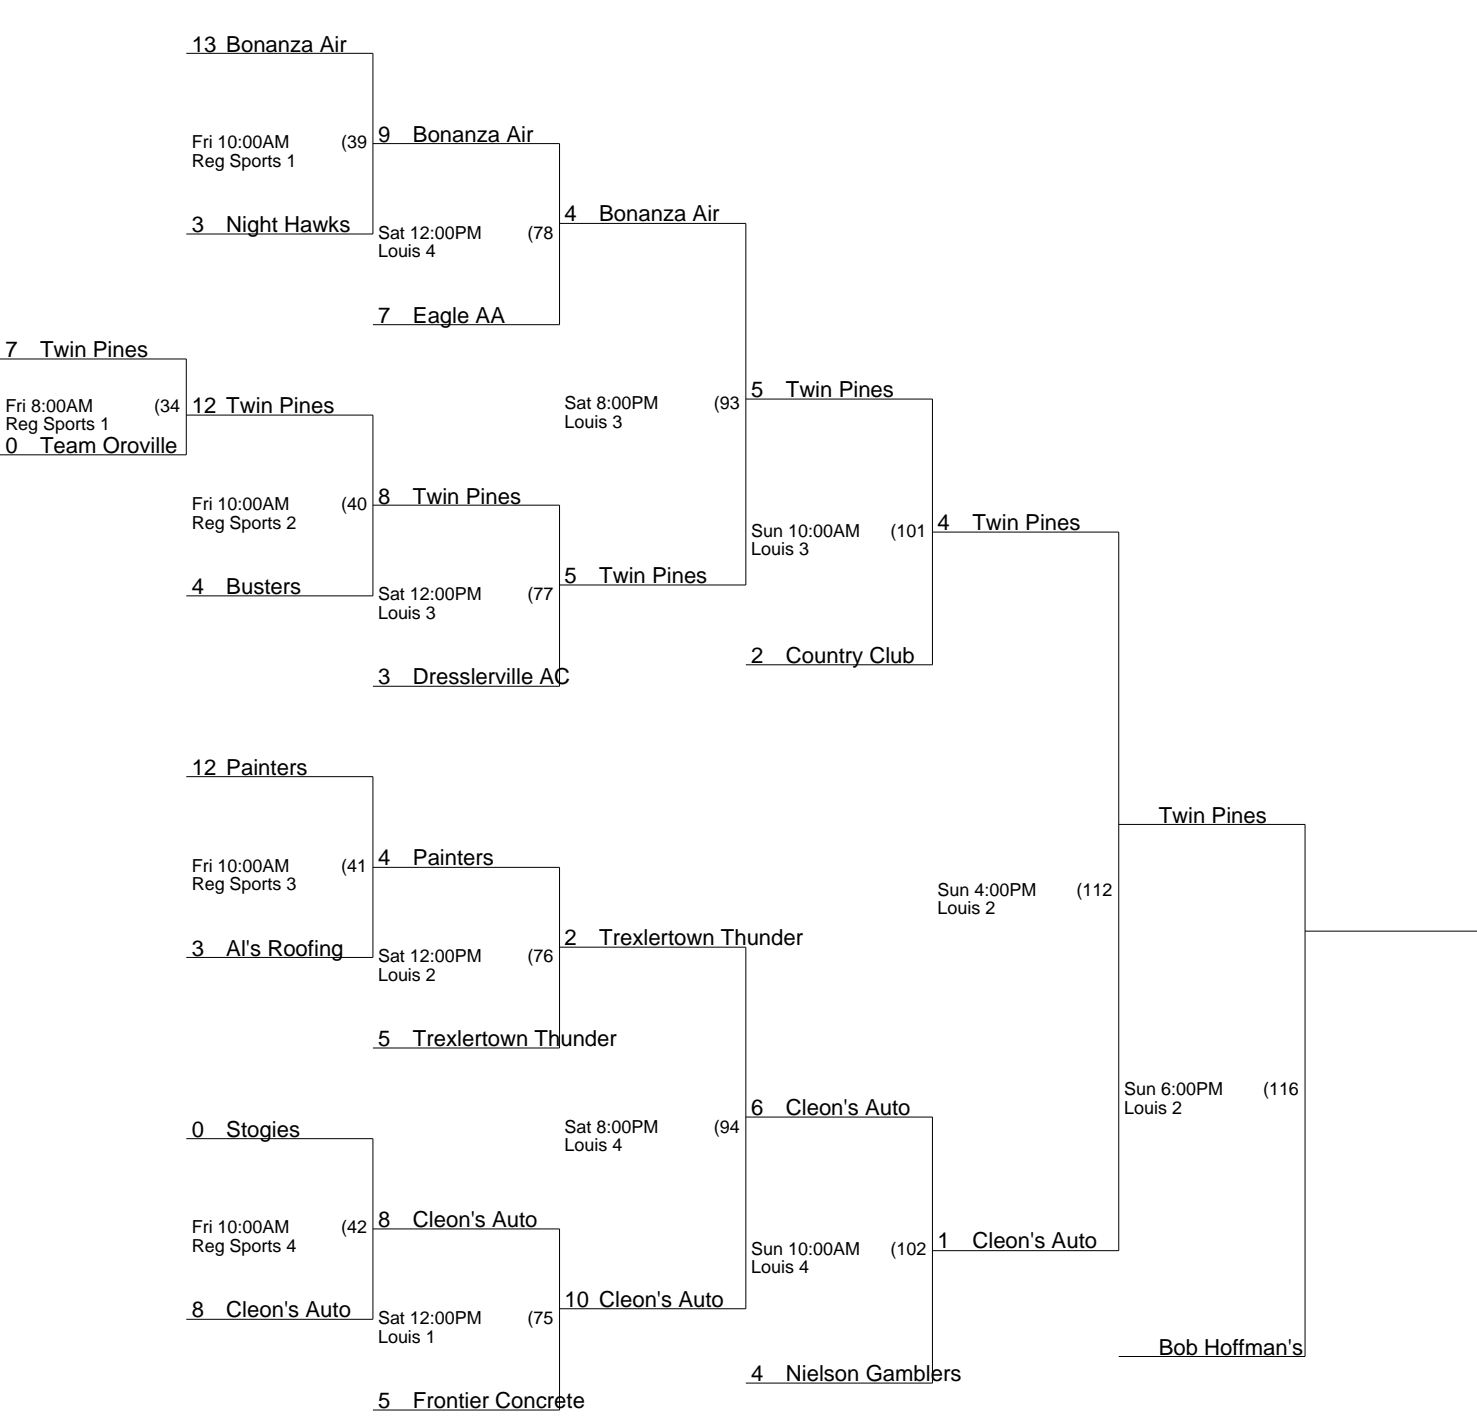 13 Bonanza Air
Fri 10:00AM (39
Reg Sports 1
3 Night Hawks
9 Bonanza Air
Sat 12:00PM (78
Louis 4
7 Eagle AA
4 Bonanza Air
7 Twin Pines
Fri 8:00AM (34
Reg Sports 1
0 Team Oroville
12 Twin Pines
Fri 10:00AM (40
Reg Sports 2
4 Busters
8 Twin Pines
Sat 12:00PM (77
Louis 3
3 Dresslerville AC
5 Twin Pines
Sat 8:00PM (93
Louis 3
5 Twin Pines
Sun 10:00AM (101
Louis 3
2 Country Club
4 Twin Pines
12 Painters
Fri 10:00AM (41
Reg Sports 3
3 Al's Roofing
4 Painters
Sat 12:00PM (76
Louis 2
5 Trexlertown Thunder
2 Trexlertown Thunder
0 Stogies
Fri 10:00AM (42
Reg Sports 4
8 Cleon's Auto
8 Cleon's Auto
Sat 12:00PM (75
Louis 1
5 Frontier Concrete
10 Cleon's Auto
Sat 8:00PM (94
Louis 4
6 Cleon's Auto
Sun 10:00AM (102
Louis 4
4 Nielson Gamblers
1 Cleon's Auto
Sun 4:00PM (112
Louis 2
Twin Pines
Sun 6:00PM (116
Louis 2
Bob Hoffman's